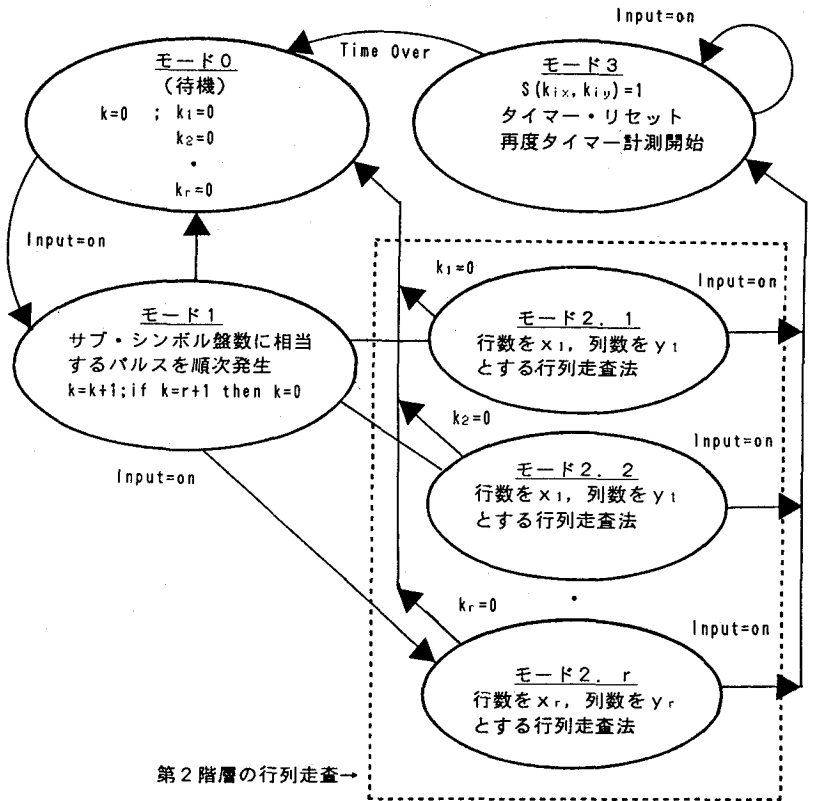 Input=on
Time Over
モード0
(待機)
k=0 ; k₁=0
k₂=0
・
kᵣ=0
モード3
S(kᵢₓ,kᵢᵧ)=1
タイマー・リセット
再度タイマー計測開始
Input=on
モード1
サブ・シンボル盤数に相当
するパルスを順次発生
k=k+1;if k=r+1 then k=0
k₁=0
Input=on
モード2．1
行数をx₁，列数をy₁
とする行列走査法
k₂=0
Input=on
モード2．2
行数をx₁，列数をy₁
とする行列走査法
Input=on
・
kᵣ=0
Input=on
モード2．r
行数をxᵣ，列数をyᵣ
とする行列走査法
第2階層の行列走査→